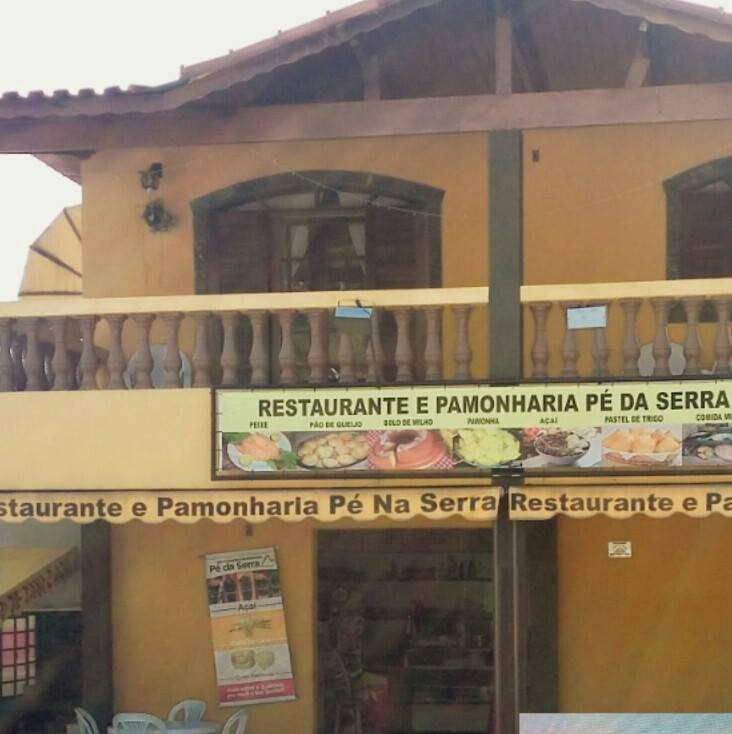 RESTAURANTE E PAMONHARIA PÉ DA SERRA
PEIXE PÃO DE QUEIJO BOLO DE MILHO PAMONHA AÇAÍ PASTEL DE TRIGO COMIDA
staurante e Pamonharia Pé Na Serra Restaurante e Pa
Pé da Serra
Açaí